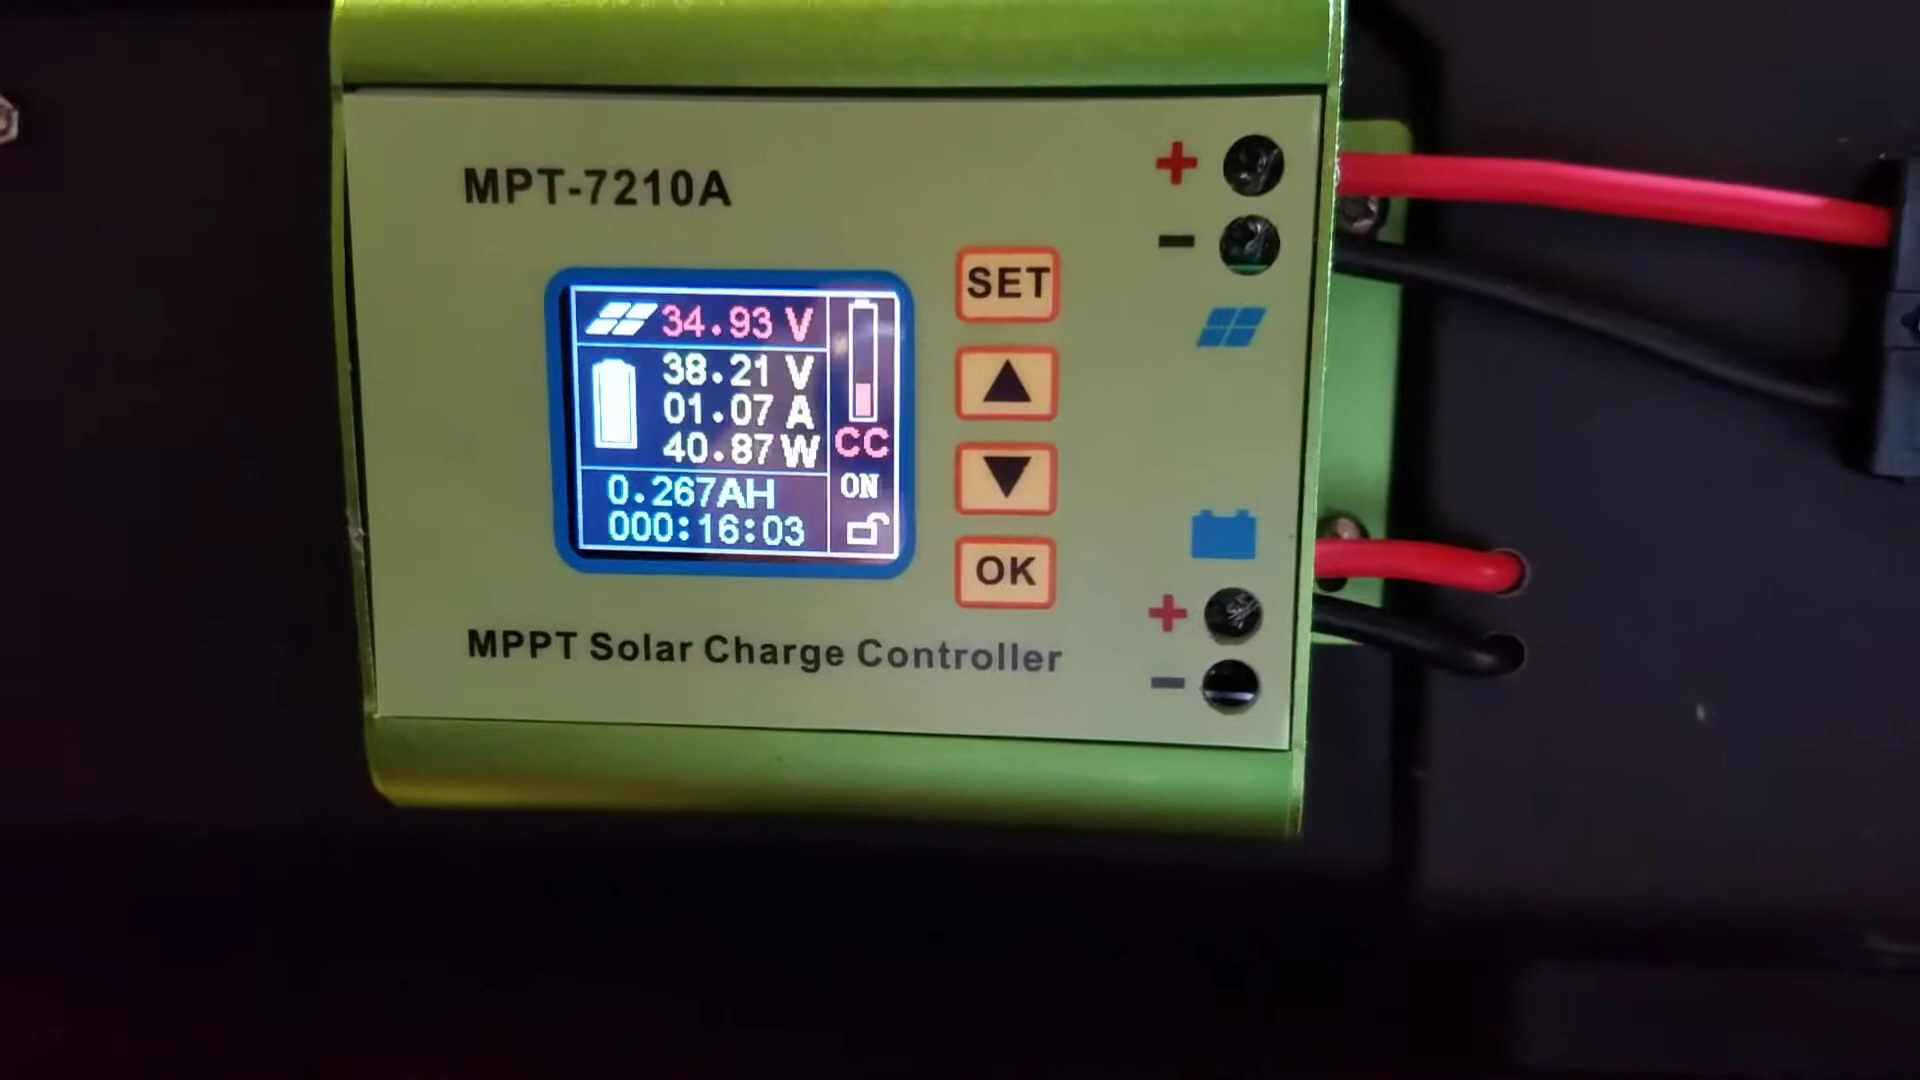 MPT-7210A
+
-
SET
34.93 V
38.21 V
01.07 A
40.87 W
CC
0.267AH
ON
000:16:03
OK
+
-
MPPT Solar Charge Controller